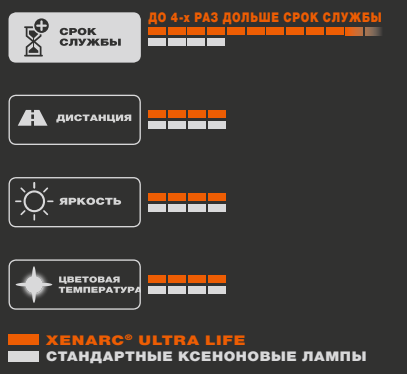 СРОК
СЛУЖБЫ
ДО 4-х РАЗ ДОЛЬШЕ СРОК СЛУЖБЫ
ДИСТАНЦИЯ
ЯРКОСТЬ
ЦВЕТОВАЯ
ТЕМПЕРАТУРА
XENARC® ULTRA LIFE
СТАНДАРТНЫЕ КСЕНОНОВЫЕ ЛАМПЫ